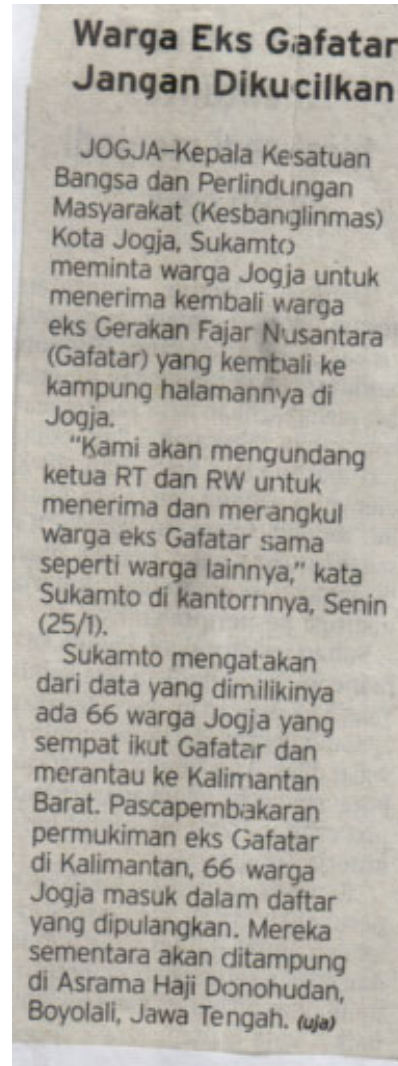 Warga Eks Gafatar
Jangan Dikucilkan
JOGJA–Kepala Kesatuan
Bangsa dan Perlindungan
Masyarakat (Kesbanglinmas)
Kota Jogja, Sukamto
meminta warga Jogja untuk
menerima kembali warga
eks Gerakan Fajar Nusantara
(Gafatar) yang kembali ke
kampung halamannya di
Jogja.
“Kami akan mengundang
ketua RT dan RW untuk
menerima dan merangkul
warga eks Gafatar sama
seperti warga lainnya,” kata
Sukamto di kantornnya, Senin
(25/1).
Sukamto mengatakan
dari data yang dimilikinya
ada 66 warga Jogja yang
sempat ikut Gafatar dan
merantau ke Kalimantan
Barat. Pascapembakaran
permukiman eks Gafatar
di Kalimantan, 66 warga
Jogja masuk dalam daftar
yang dipulangkan. Mereka
sementara akan ditampung
di Asrama Haji Donohudan,
Boyolali, Jawa Tengah. (uja)